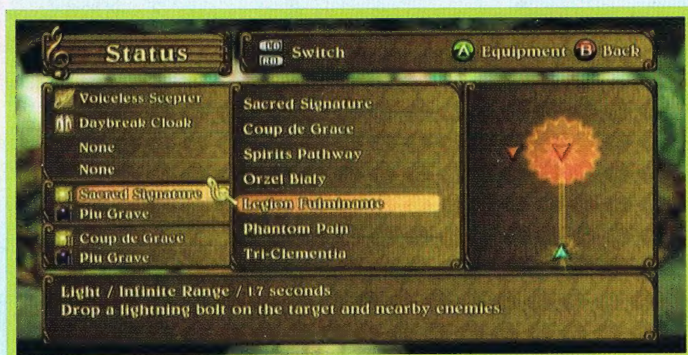 Status
LB RB Switch
A Equipment B Back
Voiceless Scepter
Daybreak Cloak
None
None
Sacred Signature
Piu Grave
Coup de Grace
Piu Grave
Sacred Signature
Coup de Grace
Spirits Pathway
Orzel Bialy
Legion Fulminante
Phantom Pain
Tri-Clementia
Light / Infinite Range / 1.7 seconds
Drop a lightning bolt on the target and nearby enemies.